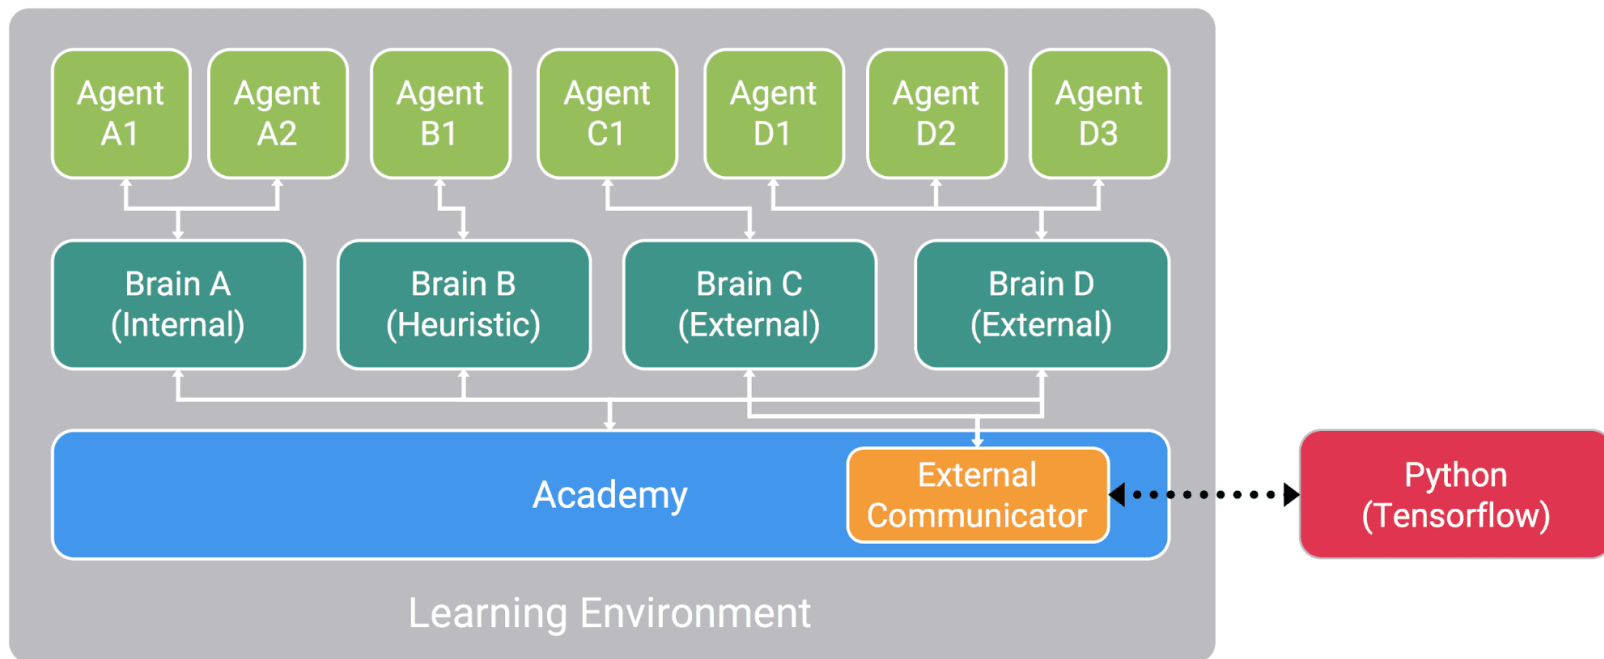 Agent
A1
Agent
A2
Agent
B1
Agent
C1
Agent
D1
Agent
D2
Agent
D3
Brain A
(Internal)
Brain B
(Heuristic)
Brain C
(External)
Brain D
(External)
Academy
External
Communicator
Python
(Tensorflow)
Learning Environment